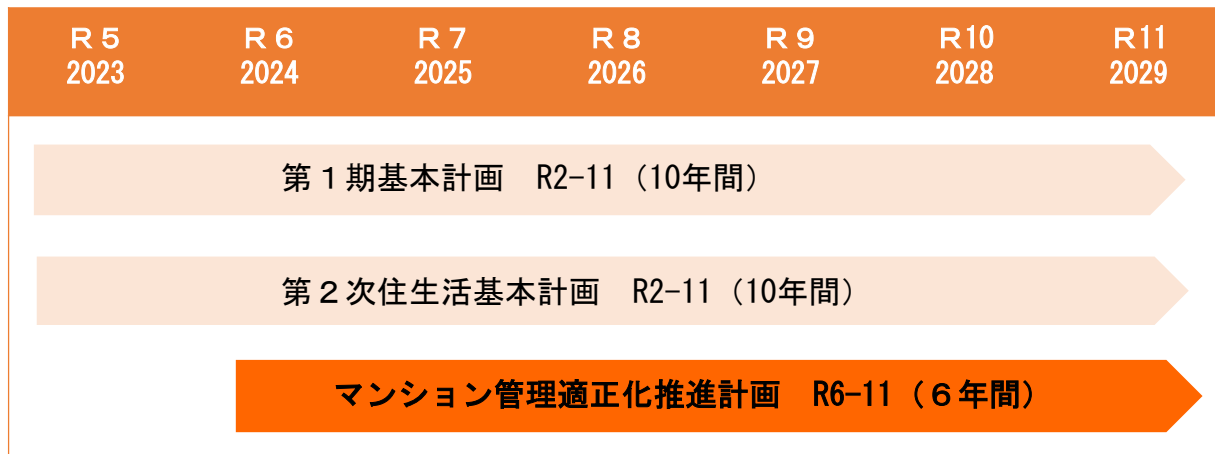 R5 R6 R7 R8 R9 R10 R11
2023 2024 2025 2026 2027 2028 2029
第1期基本計画 R2-11（10年間）
第2次住生活基本計画 R2-11（10年間）
マンション管理適正化推進計画 R6-11（6年間）